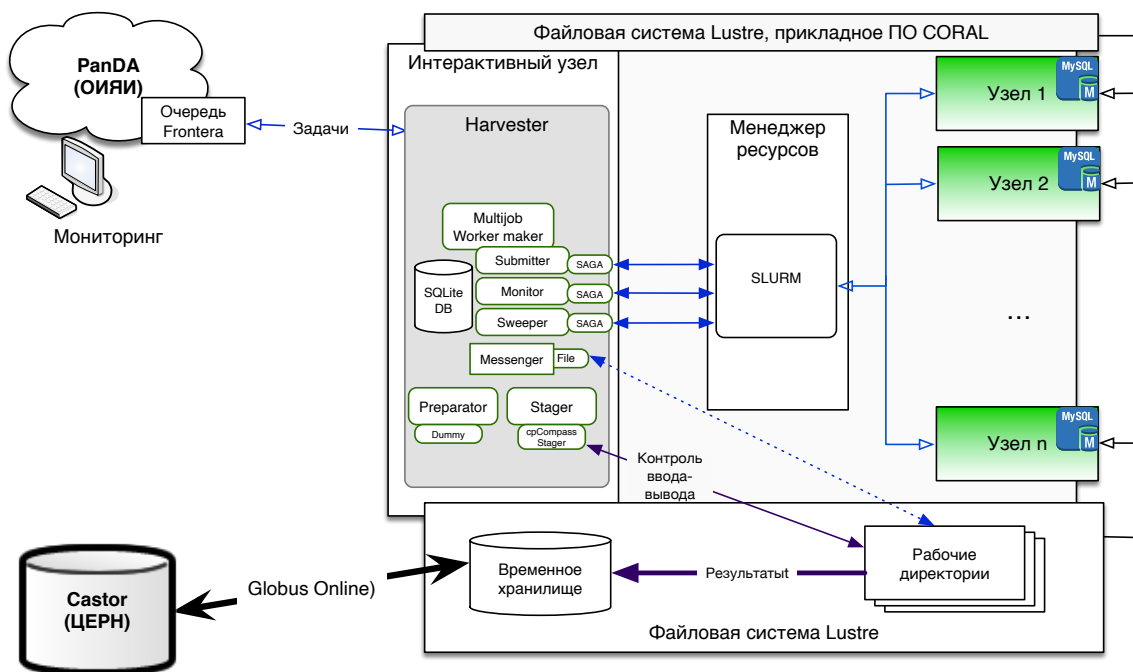 Файловая система Lustre, прикладное ПО CORAL
PanDA
(ОИЯИ)
Очередь
Frontera
Задачи
Мониторинг
Интерактивный узел
Harvester
Multijob
Worker maker
Submitter
SAGA
SQLite
DB
Monitor
SAGA
Sweeper
SAGA
Messenger
File
Preparator
Dummy
Stager
cpCompass
Stager
Менеджер
ресурсов
SLURM
Узел 1
MySQL
M
Узел 2
MySQL
M
...
Узел n
MySQL
M
Контроль
ввода-
вывода
Castor
(ЦЕРН)
Globus Online)
Временное
хранилище
Результатыt
Рабочие
директории
Файловая система Lustre